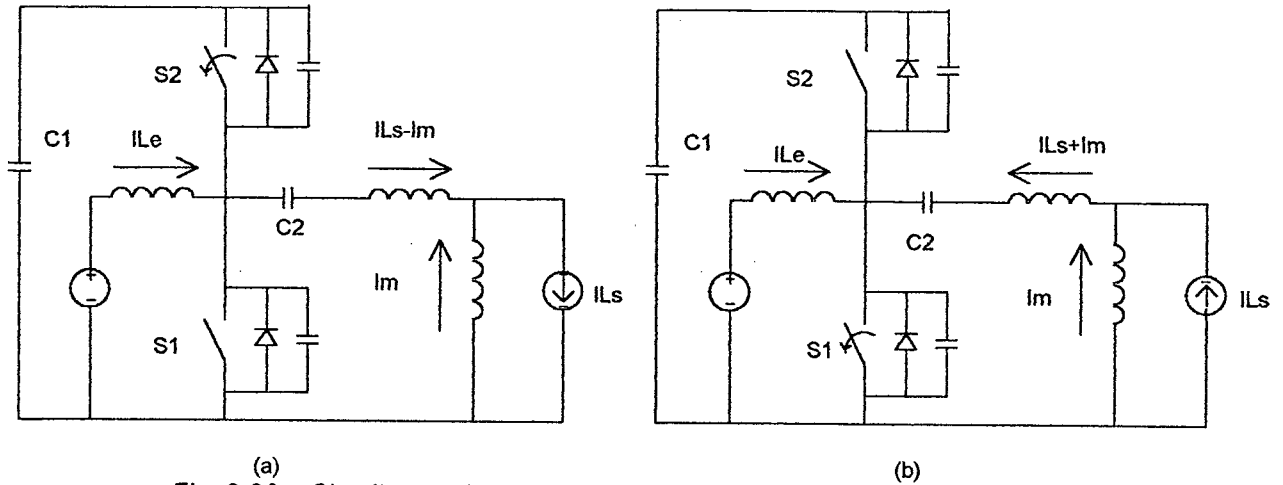 S2
C1
ILe
ILs-Im
C2
Im
ILs
S1
+
-
(a)
S2
C1
ILe
ILs+Im
C2
Im
ILs
S1
+
-
(b)